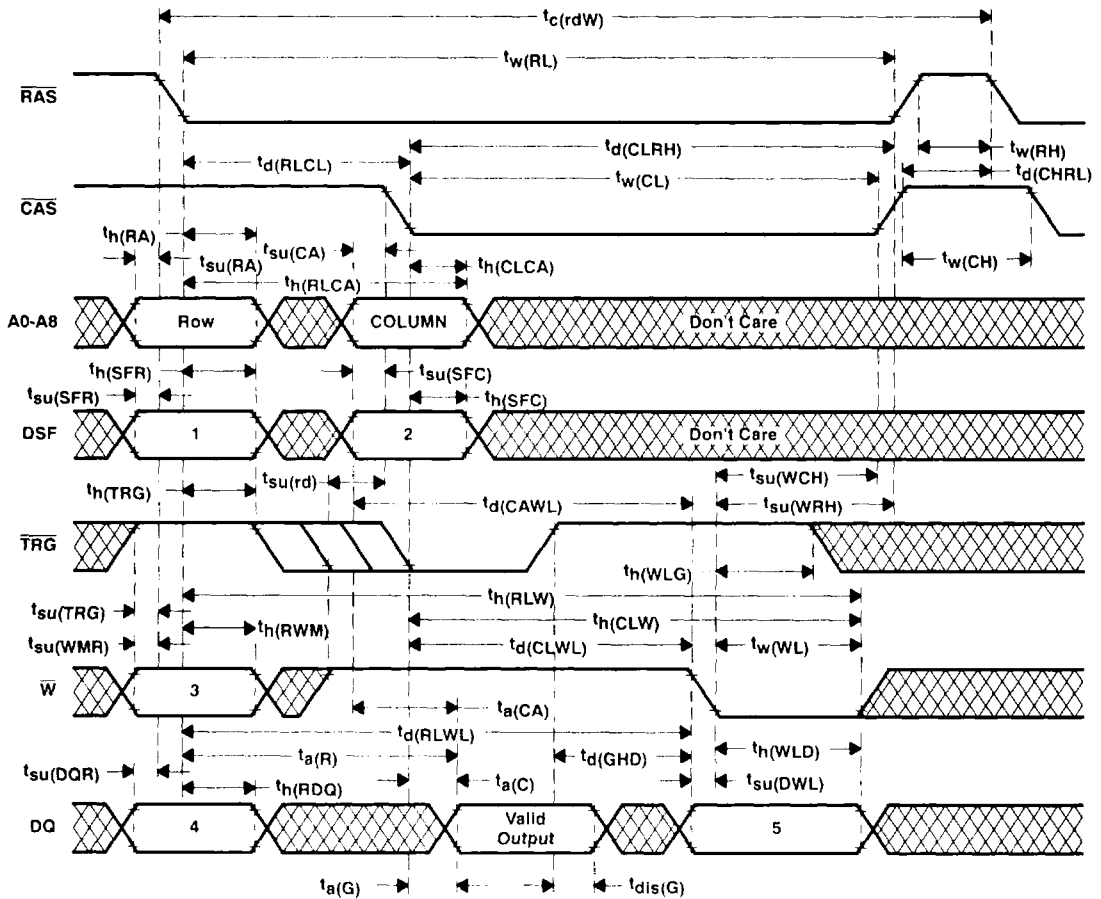 tc(rdW)
tw(RL)
RAS
td(CLRH)
tw(RH)
td(RLCL)
tw(CL)
td(CHRL)
CAS
th(RA)
tsu(CA)
tsu(RA)
th(CLCA)
tw(CH)
th(RLCA)
A0-A8
Row
COLUMN
Don't Care
th(SFR)
tsu(SFC)
tsu(SFR)
th(SFC)
DSF
1
2
Don't Care
tsu(rd)
tsu(WCH)
th(TRG)
td(CAWL)
tsu(WRH)
TRG
th(WLG)
th(RLW)
tsu(TRG)
th(CLW)
th(RWM)
tsu(WMR)
td(CLWL)
tw(WL)
W
3
ta(CA)
td(RLWL)
ta(R)
td(GHD)
th(WLD)
tsu(DQR)
th(RDQ)
ta(C)
tsu(DWL)
DQ
4
Valid
Output
5
ta(G)
tdis(G)